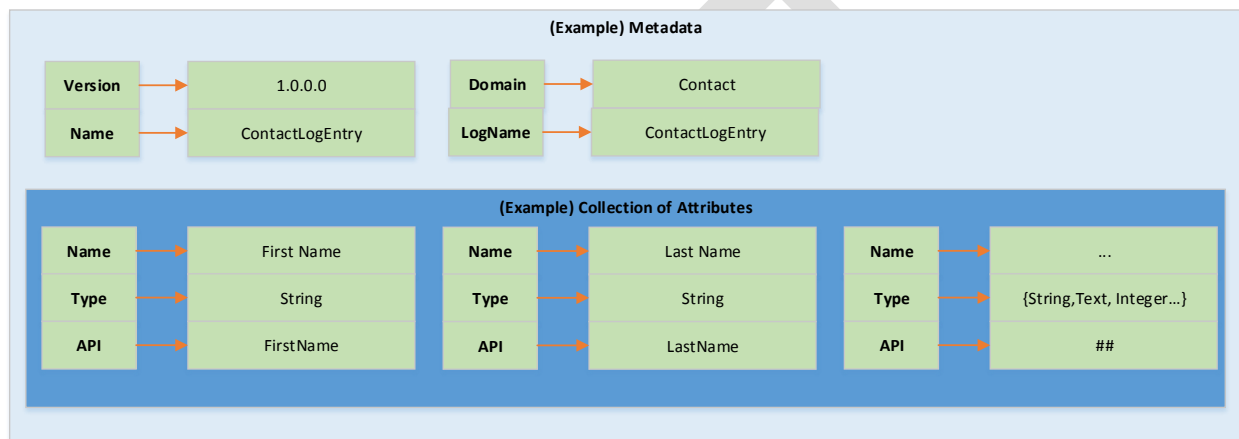 (Example) Metadata
Version 1.0.0.0 Domain Contact
Name ContactLogEntry LogName ContactLogEntry
(Example) Collection of Attributes
Name First Name Name Last Name Name ...
Type String Type String Type {String,Text, Integer...}
API FirstName API LastName API ##